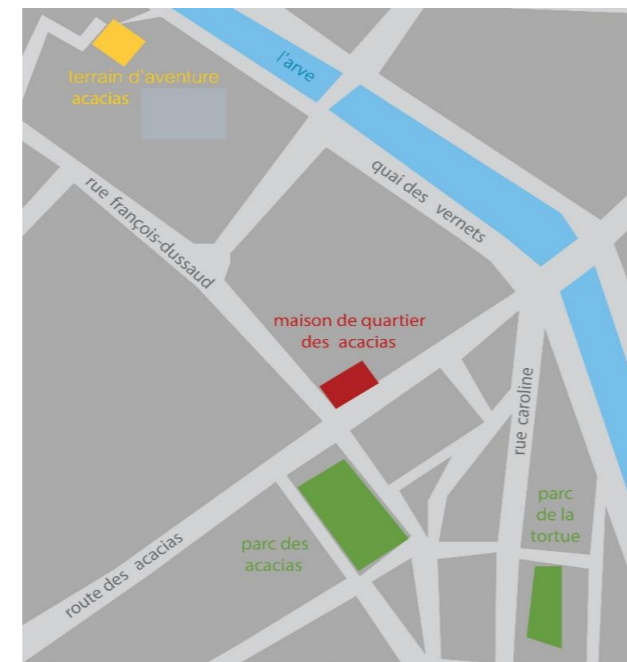 l'arve
terrain d'aventure
acacias
quai des vernets
rue françois-dussaud
maison de quartier
des acacias
rue caroline
parc
de la
tortue
parc des
acacias
route des acacias